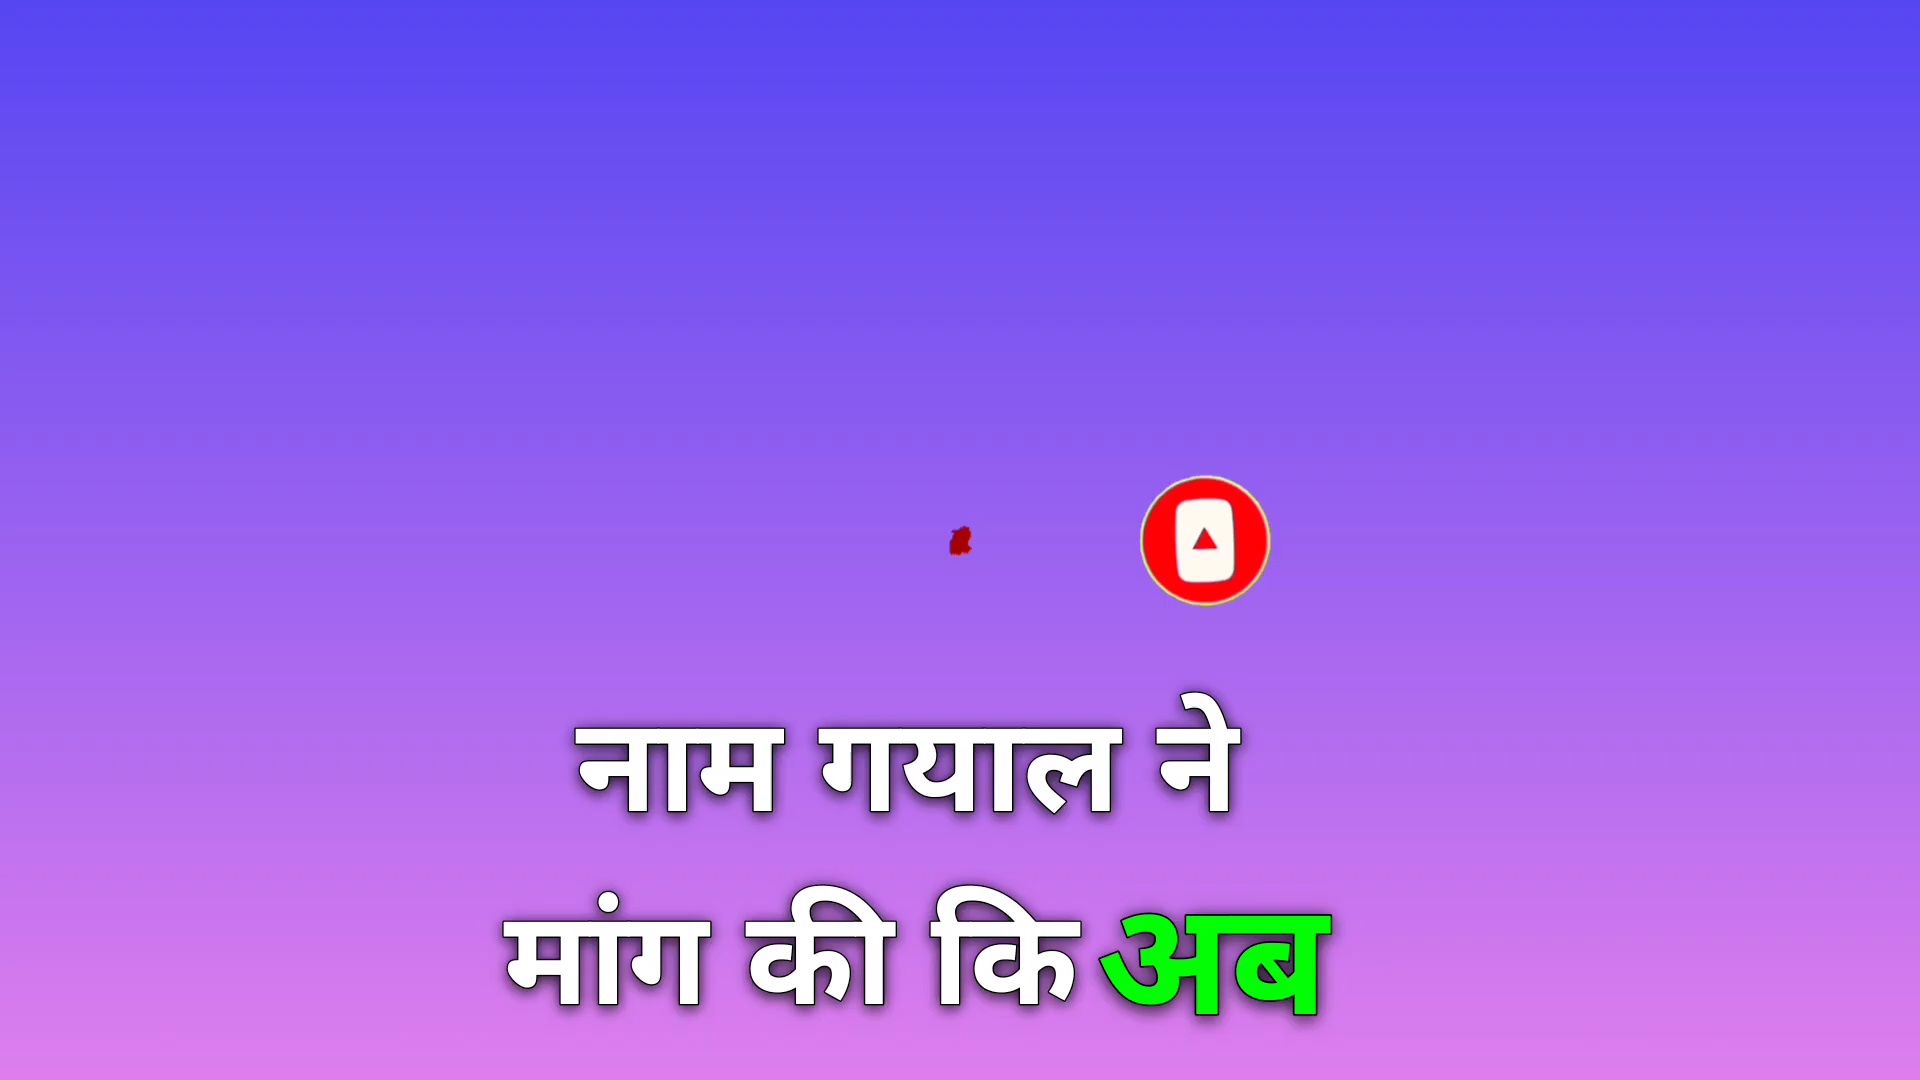 नाम गयाल ने
मांग की कि अब